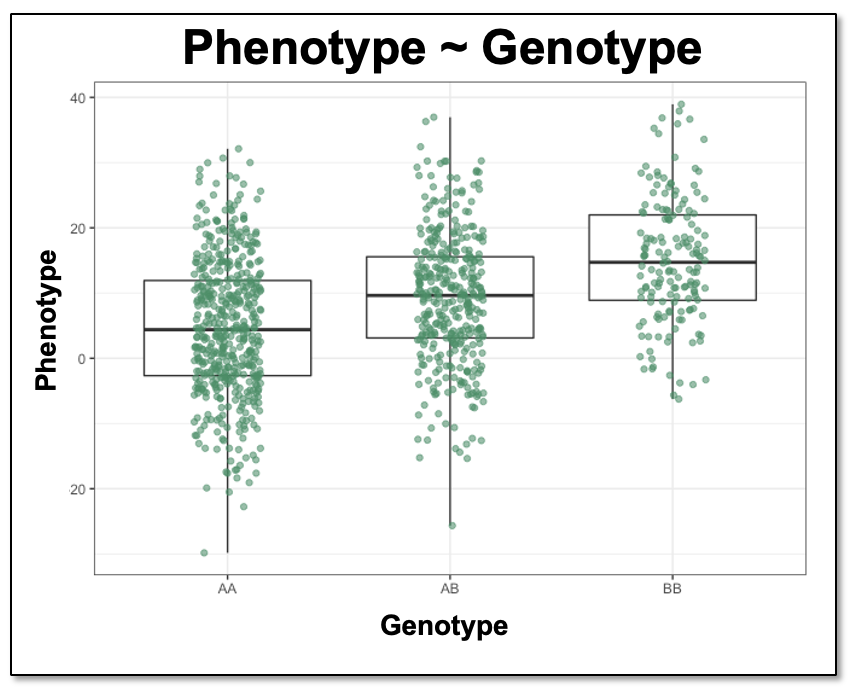 Phenotype ~ Genotype
40
20
0
-20
Phenotype
AA AB BB
Genotype